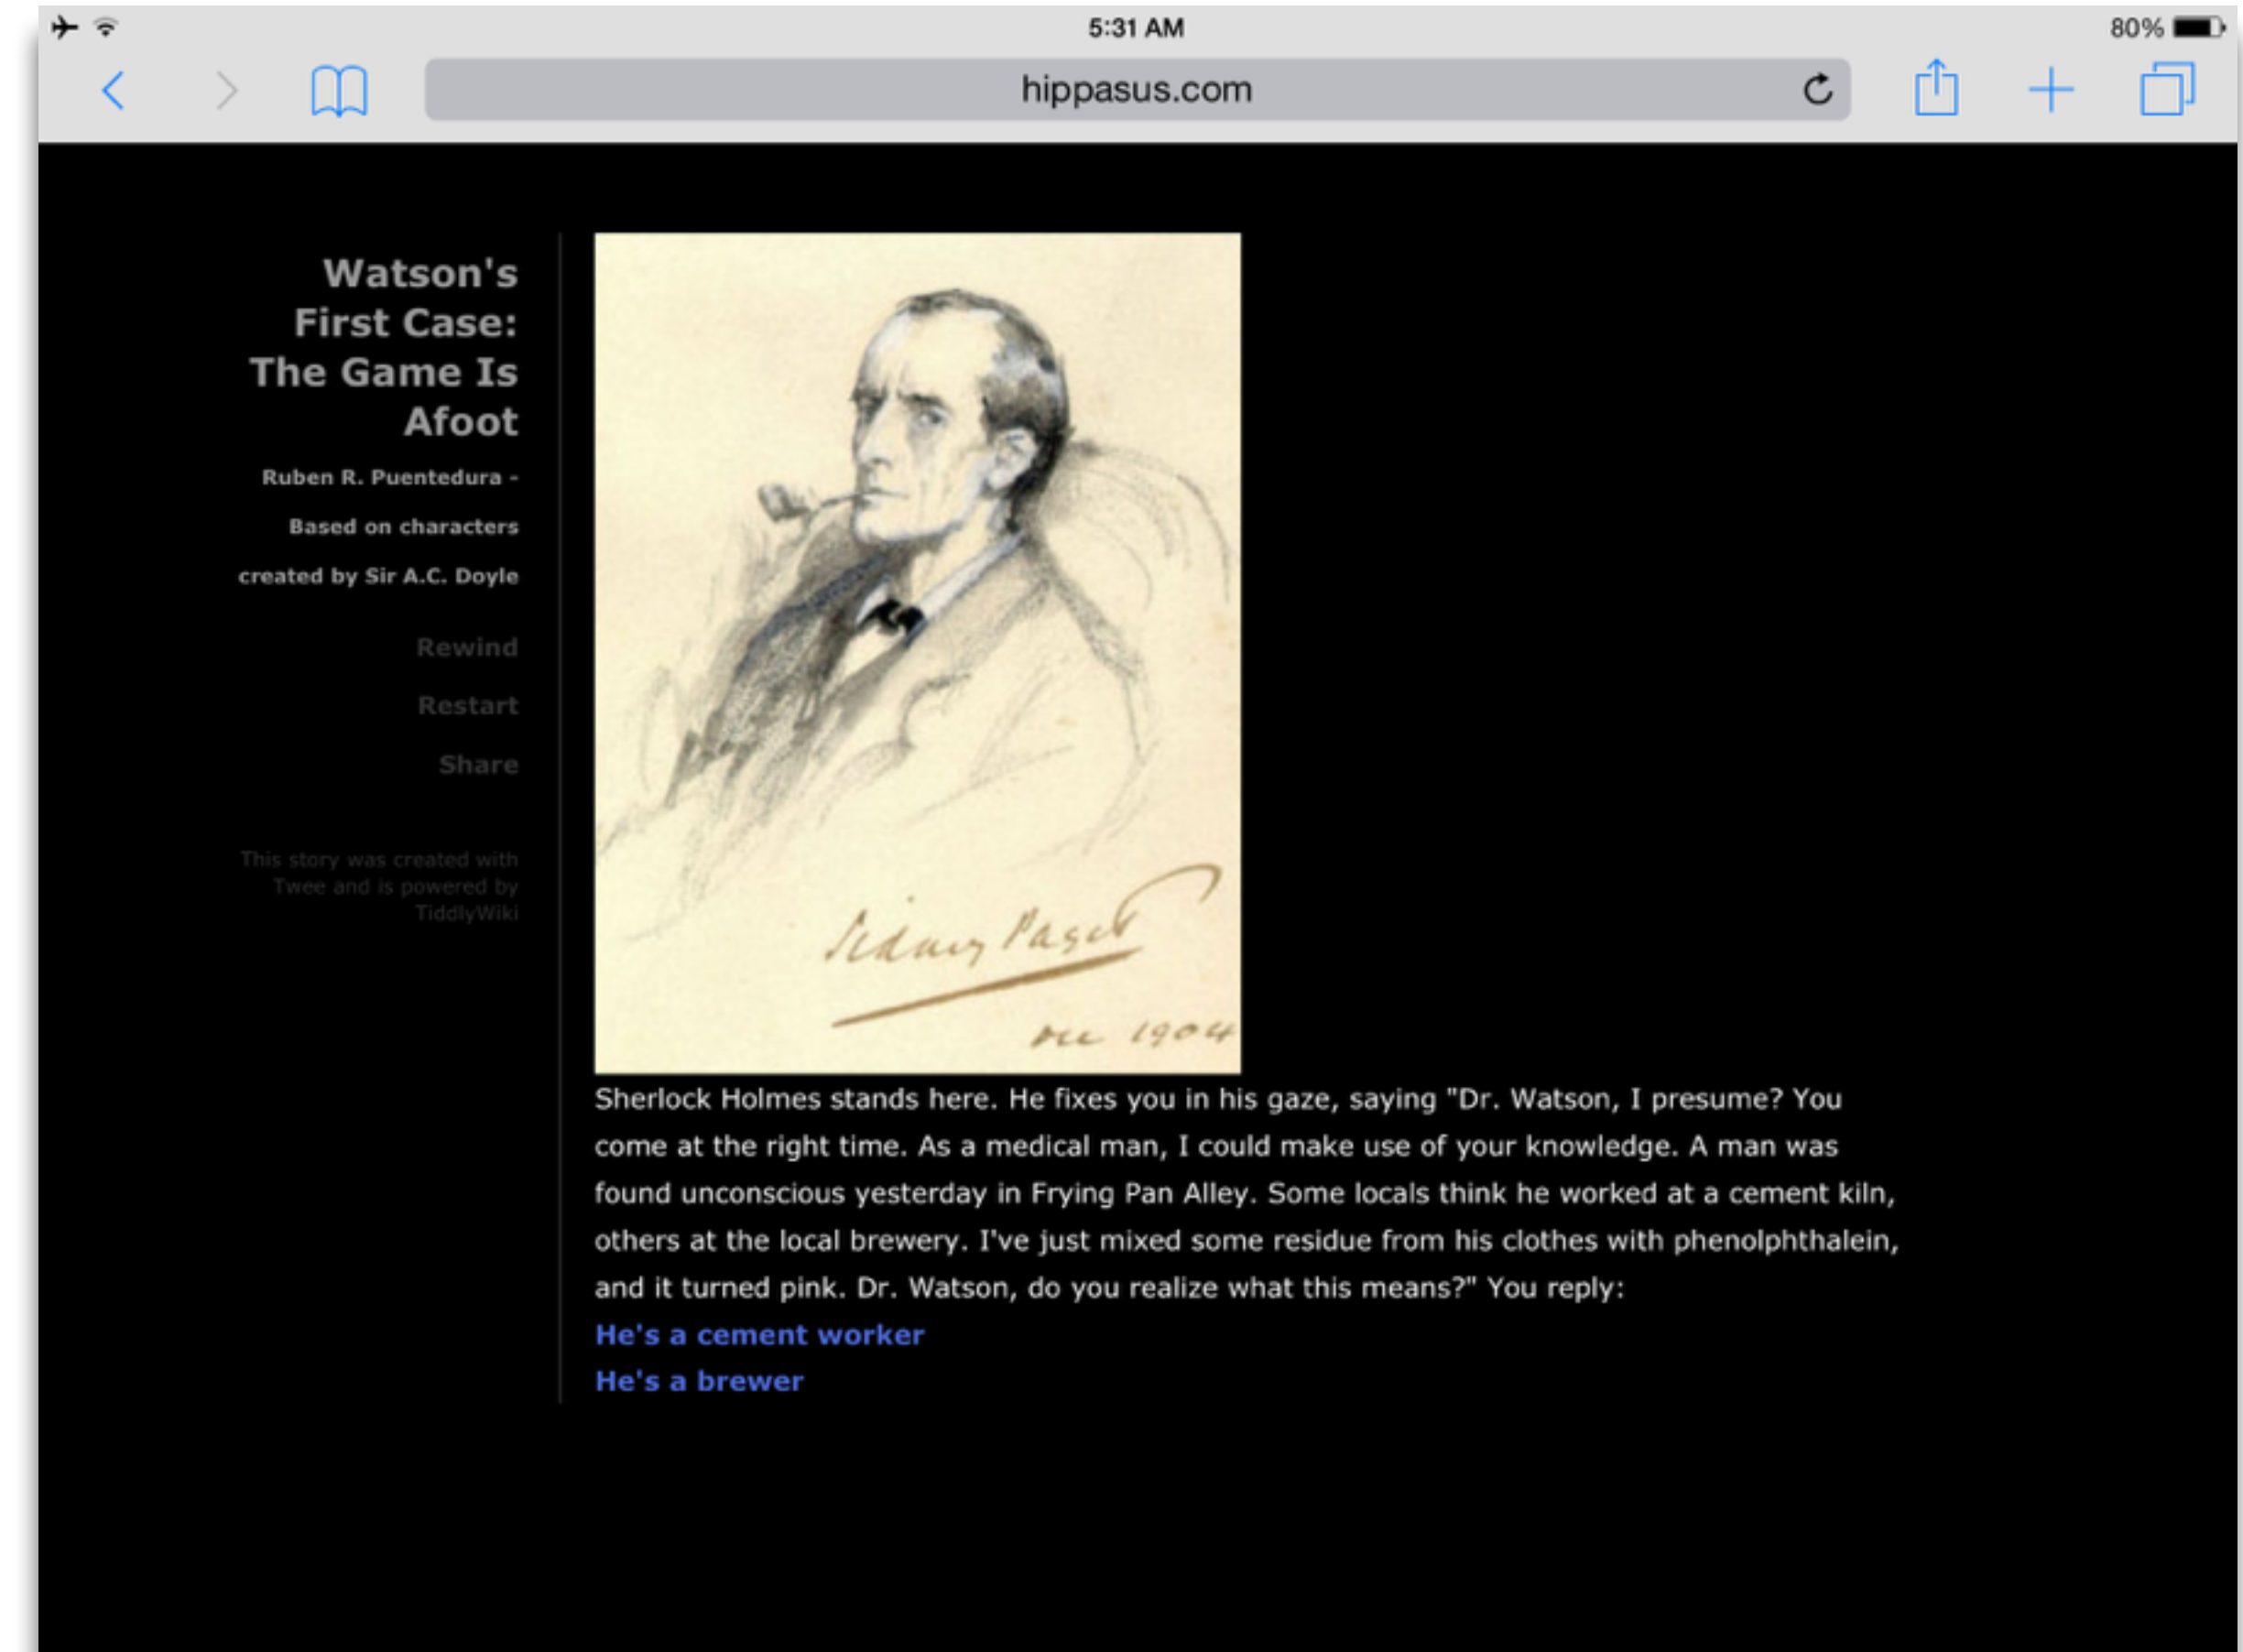 5:31 AM
80%
hippasus.com
Watson's
First Case:
The Game Is
Afoot
Ruben R. Puentedura -
Based on characters
created by Sir A.C. Doyle
Rewind
Restart
Share
This story was created with
Twee and is powered by
TiddlyWiki
Sidney Paget
Dec 1904
Sherlock Holmes stands here. He fixes you in his gaze, saying "Dr. Watson, I presume? You
come at the right time. As a medical man, I could make use of your knowledge. A man was
found unconscious yesterday in Frying Pan Alley. Some locals think he worked at a cement kiln,
others at the local brewery. I've just mixed some residue from his clothes with phenolphthalein,
and it turned pink. Dr. Watson, do you realize what this means?" You reply:
He's a cement worker
He's a brewer